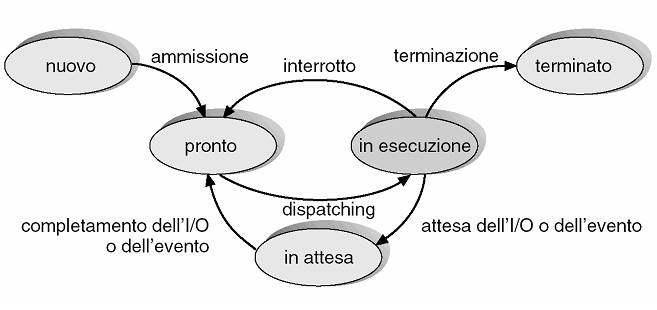 nuovo
ammissione
interrotto
terminazione
terminato
pronto
in esecuzione
dispatching
completamento dell'I/O
o dell'evento
attesa dell'I/O o dell'evento
in attesa